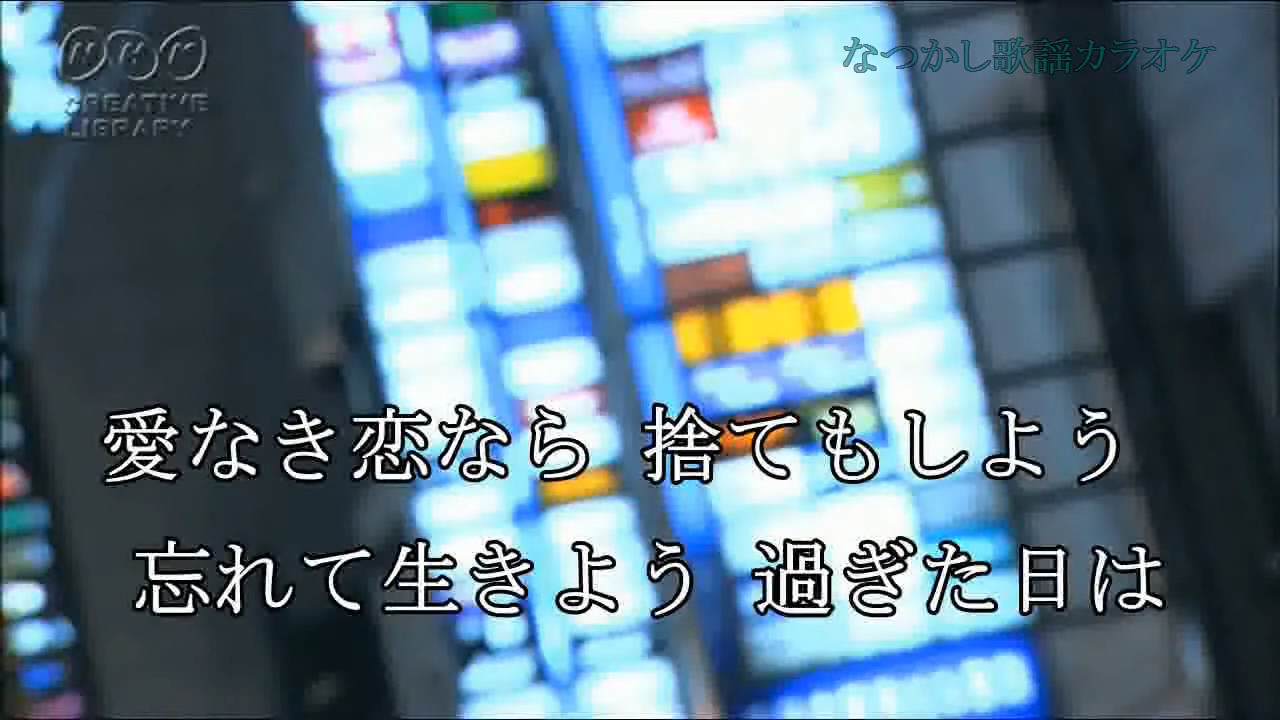 NHK
CREATIVE
LIBRARY
なつかし歌謡カラオケ
愛なき恋なら 捨てもしよう
忘れて生きよう 過ぎた日は